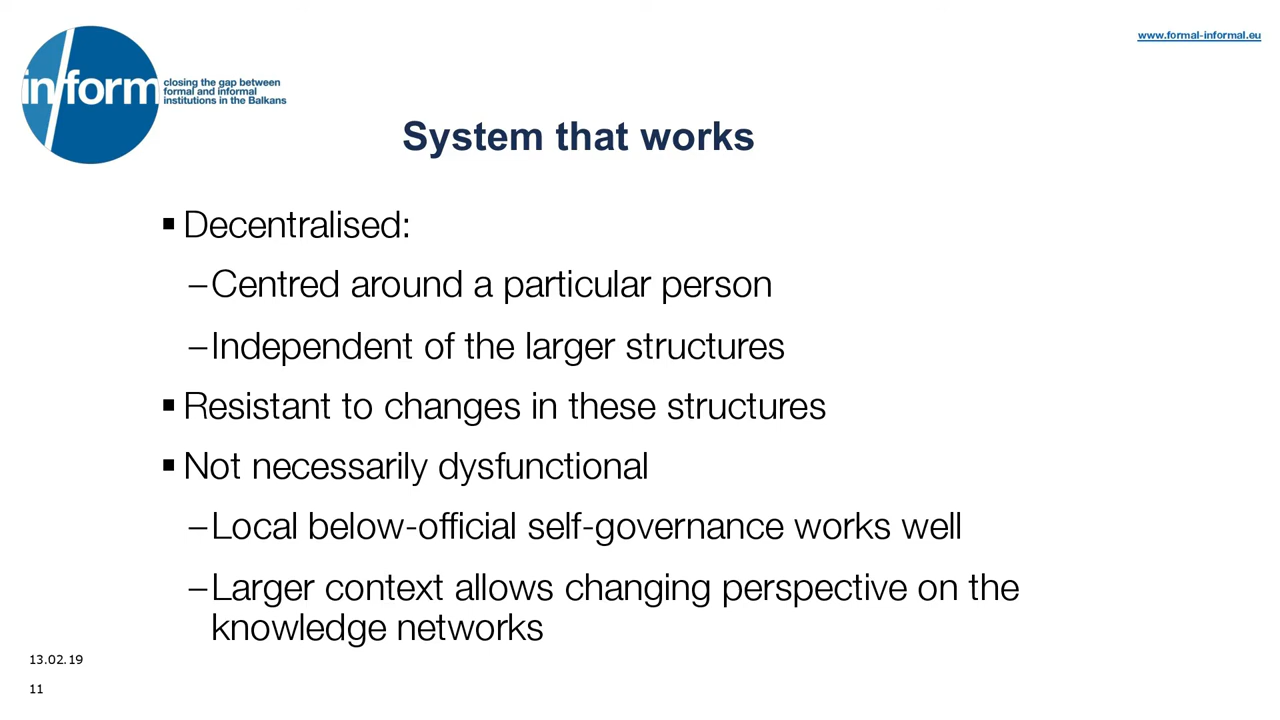 www.formal-informal.eu
in/form
closing the gap between
formal and informal
institutions in the Balkans
System that works
▪ Decentralised:
–Centred around a particular person
–Independent of the larger structures
▪ Resistant to changes in these structures
▪ Not necessarily dysfunctional
–Local below-official self-governance works well
–Larger context allows changing perspective on the
knowledge networks
13.02.19
11